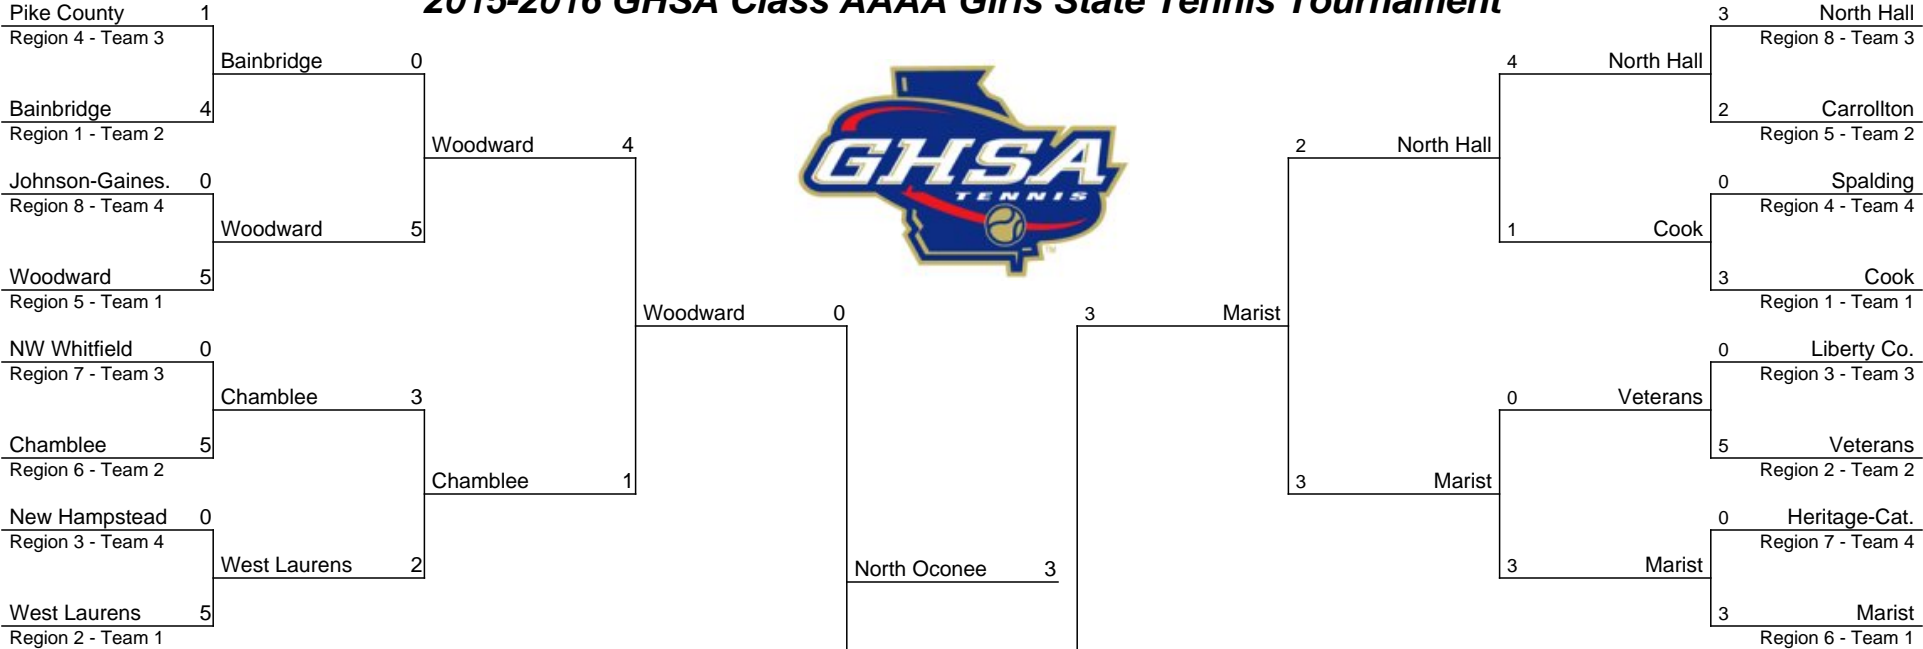 2015-2016 GHSA Class AAAA Girls State Tennis Tournament
Pike County 1
Region 4 - Team 3
Bainbridge 0
Bainbridge 4
Region 1 - Team 2
Woodward 4
Johnson-Gaines. 0
Region 8 - Team 4
Woodward 5
Woodward 5
Region 5 - Team 1
Woodward 0
NW Whitfield 0
Region 7 - Team 3
Chamblee 3
Chamblee 5
Region 6 - Team 2
Chamblee 1
New Hampstead 0
Region 3 - Team 4
West Laurens 2
West Laurens 5
Region 2 - Team 1
North Oconee 3
GHSA
TENNIS
TM
3 North Hall
Region 8 - Team 3
4 North Hall
2 Carrollton
Region 5 - Team 2
2 North Hall
0 Spalding
Region 4 - Team 4
1 Cook
3 Cook
Region 1 - Team 1
3 Marist
0 Liberty Co.
Region 3 - Team 3
0 Veterans
5 Veterans
Region 2 - Team 2
3 Marist
0 Heritage-Cat.
Region 7 - Team 4
3 Marist
3 Marist
Region 6 - Team 1